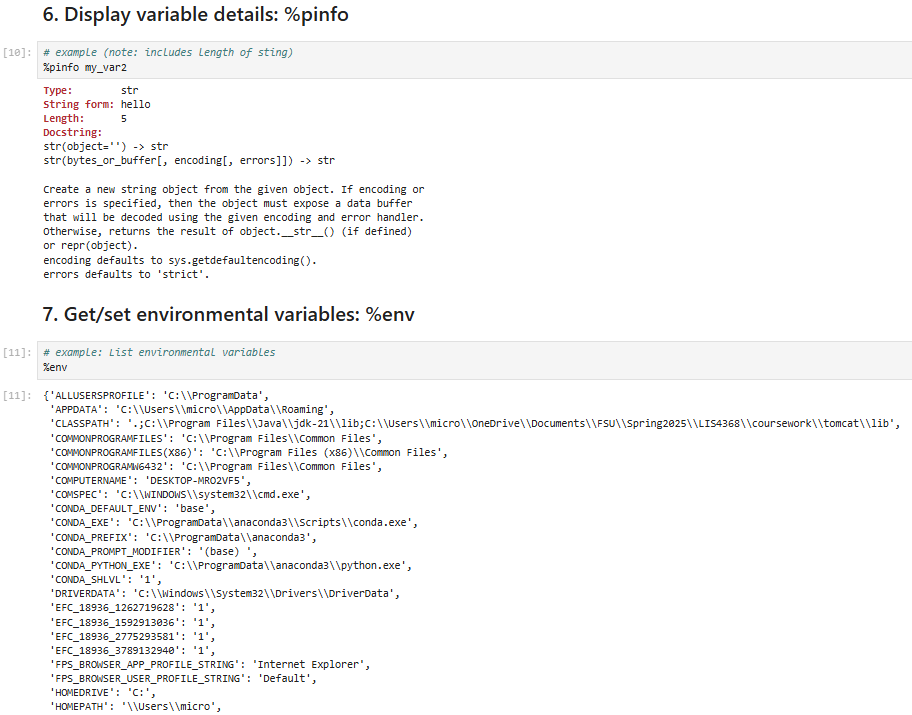 6. Display variable details: %pinfo
[10]: # example (note: includes length of sting)
%pinfo my_var2
Type: str
String form: hello
Length: 5
Docstring:
str(object='') -> str
str(bytes_or_buffer[, encoding[, errors]]) -> str
Create a new string object from the given object. If encoding or
errors is specified, then the object must expose a data buffer
that will be decoded using the given encoding and error handler.
Otherwise, returns the result of object.__str__() (if defined)
or repr(object).
encoding defaults to sys.getdefaultencoding().
errors defaults to 'strict'.
7. Get/set environmental variables: %env
[11]: # example: List environmental variables
%env
[11]: {'ALLUSERSPROFILE': 'C:\\ProgramData',
'APPDATA': 'C:\\Users\\micro\\AppData\\Roaming',
'CLASSPATH': '.;C:\\Program Files\\Java\\jdk-21\\lib;C:\\Users\\micro\\OneDrive\\Documents\\FSU\\Spring2025\\LIS4368\\coursework\\tomcat\\lib',
'COMMONPROGRAMFILES': 'C:\\Program Files\\Common Files',
'COMMONPROGRAMFILES(X86)': 'C:\\Program Files (x86)\\Common Files',
'COMMONPROGRAMW6432': 'C:\\Program Files\\Common Files',
'COMPUTERNAME': 'DESKTOP-MRO2VF5',
'COMSPEC': 'C:\\WINDOWS\\system32\\cmd.exe',
'CONDA_DEFAULT_ENV': 'base',
'CONDA_EXE': 'C:\\ProgramData\\anaconda3\\Scripts\\conda.exe',
'CONDA_PREFIX': 'C:\\ProgramData\\anaconda3',
'CONDA_PROMPT_MODIFIER': '(base) ',
'CONDA_PYTHON_EXE': 'C:\\ProgramData\\anaconda3\\python.exe',
'CONDA_SHLVL': '1',
'DRIVERDATA': 'C:\\Windows\\System32\\Drivers\\DriverData',
'EFC_18936_1262719628': '1',
'EFC_18936_1592913036': '1',
'EFC_18936_2775293581': '1',
'EFC_18936_3789132940': '1',
'FPS_BROWSER_APP_PROFILE_STRING': 'Internet Explorer',
'FPS_BROWSER_USER_PROFILE_STRING': 'Default',
'HOMEDRIVE': 'C:',
'HOMEPATH': '\\Users\\micro',